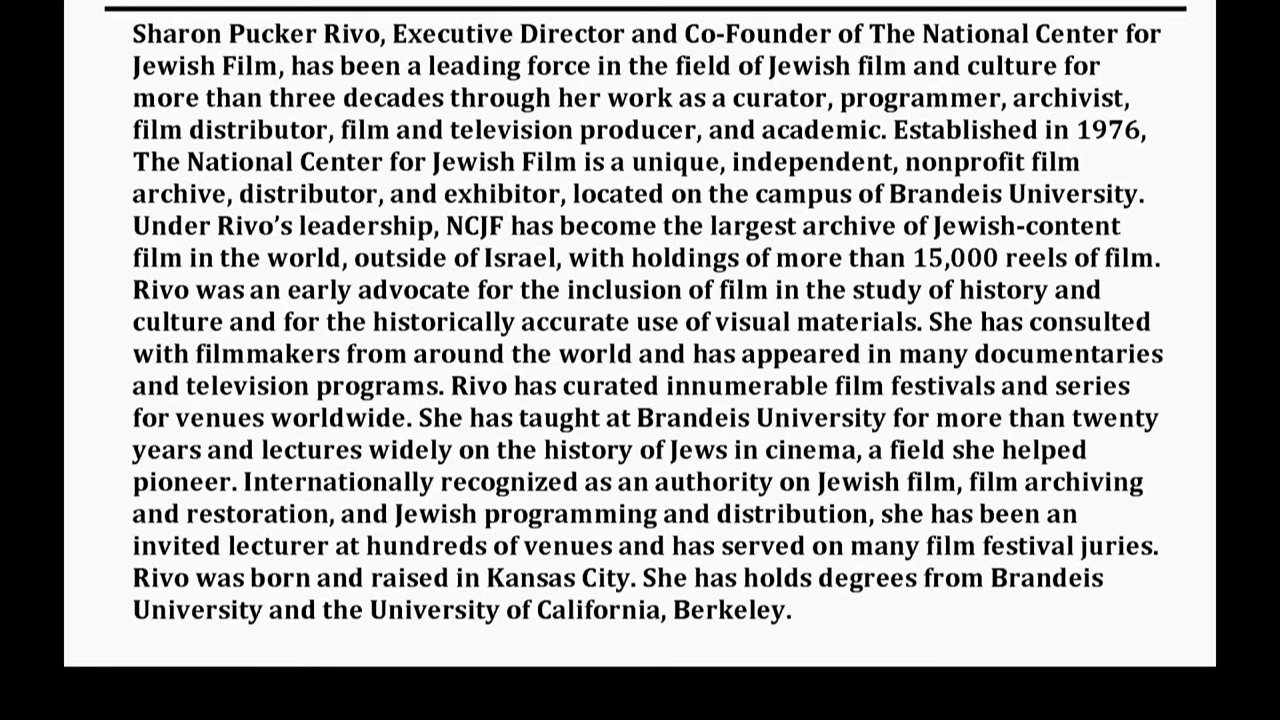 Sharon Pucker Rivo, Executive Director and Co-Founder of The National Center for
Jewish Film, has been a leading force in the field of Jewish film and culture for
more than three decades through her work as a curator, programmer, archivist,
film distributor, film and television producer, and academic. Established in 1976,
The National Center for Jewish Film is a unique, independent, nonprofit film
archive, distributor, and exhibitor, located on the campus of Brandeis University.
Under Rivo’s leadership, NCJF has become the largest archive of Jewish-content
film in the world, outside of Israel, with holdings of more than 15,000 reels of film.
Rivo was an early advocate for the inclusion of film in the study of history and
culture and for the historically accurate use of visual materials. She has consulted
with filmmakers from around the world and has appeared in many documentaries
and television programs. Rivo has curated innumerable film festivals and series
for venues worldwide. She has taught at Brandeis University for more than twenty
years and lectures widely on the history of Jews in cinema, a field she helped
pioneer. Internationally recognized as an authority on Jewish film, film archiving
and restoration, and Jewish programming and distribution, she has been an
invited lecturer at hundreds of venues and has served on many film festival juries.
Rivo was born and raised in Kansas City. She has holds degrees from Brandeis
University and the University of California, Berkeley.